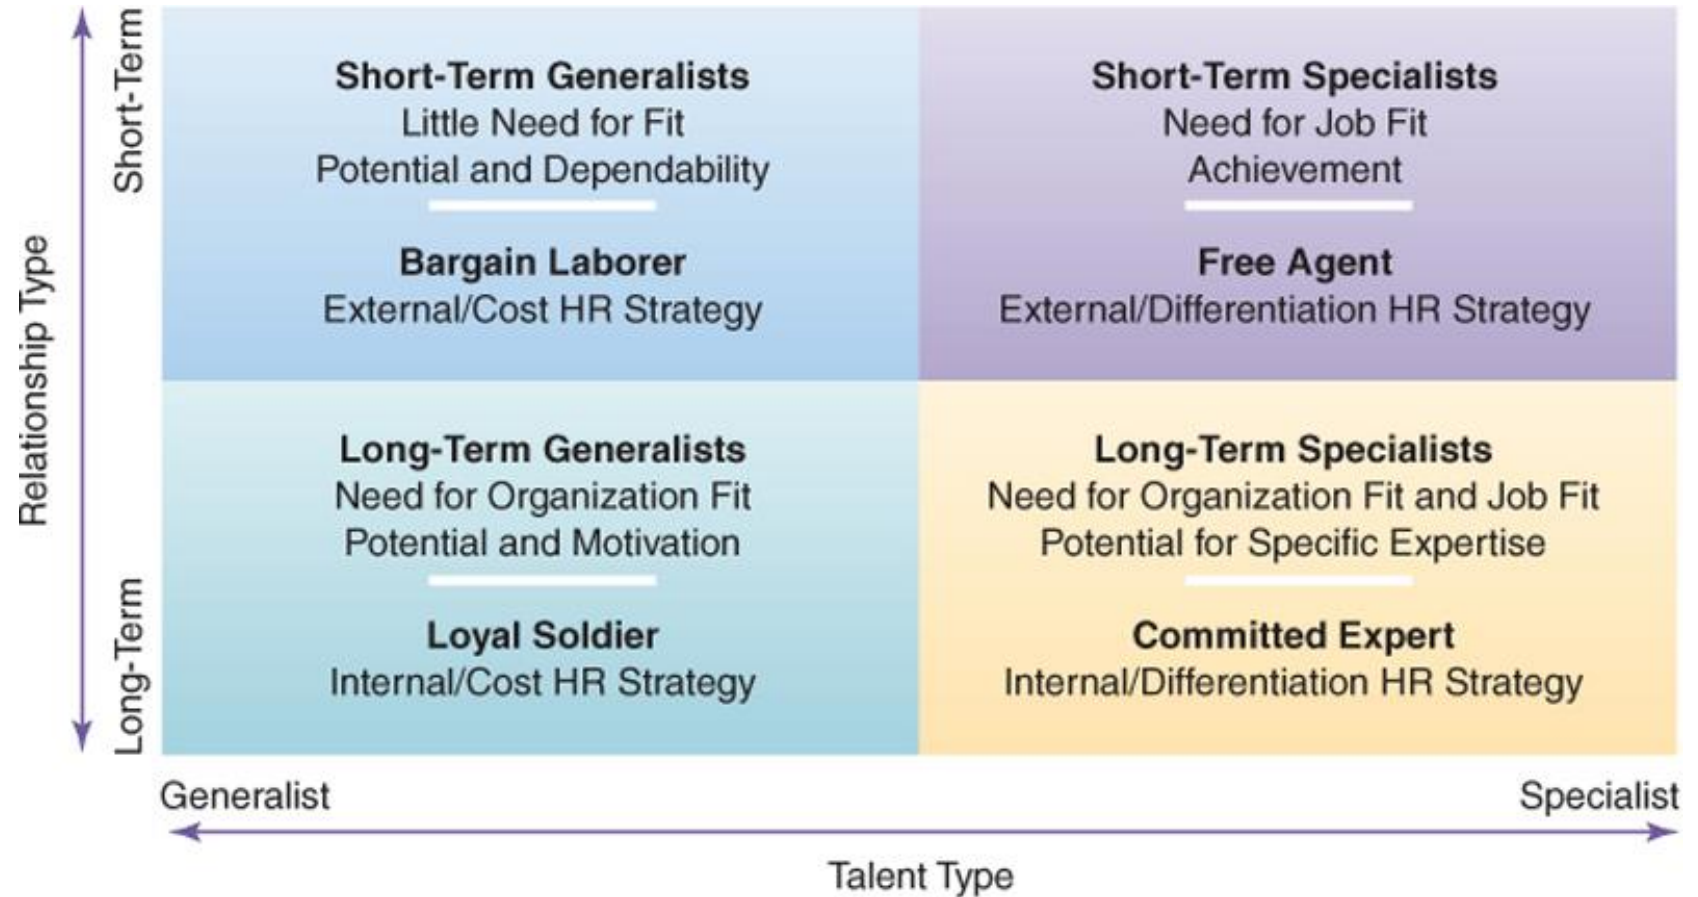 Relationship Type
Short-Term
Long-Term
Short-Term Generalists
Little Need for Fit
Potential and Dependability
Bargain Laborer
External/Cost HR Strategy
Short-Term Specialists
Need for Job Fit
Achievement
Free Agent
External/Differentiation HR Strategy
Long-Term Generalists
Need for Organization Fit
Potential and Motivation
Loyal Soldier
Internal/Cost HR Strategy
Long-Term Specialists
Need for Organization Fit and Job Fit
Potential for Specific Expertise
Committed Expert
Internal/Differentiation HR Strategy
Generalist
Specialist
Talent Type